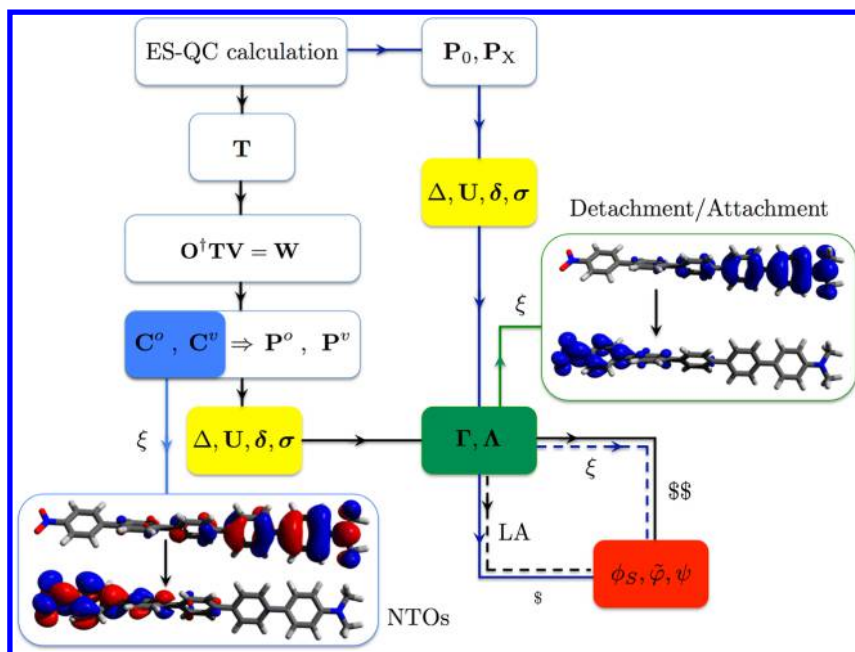 ES-QC calculation
P₀, Pₓ
T
Δ, U, δ, σ
Detachment/Attachment
O†TV = W
ξ
Cᵒ , Cᵛ ⇒ Pᵒ , Pᵛ
ξ
Δ, U, δ, σ
Γ, Λ
ξ
$$
LA
ϕS, φ̃, ψ
$
NTOs